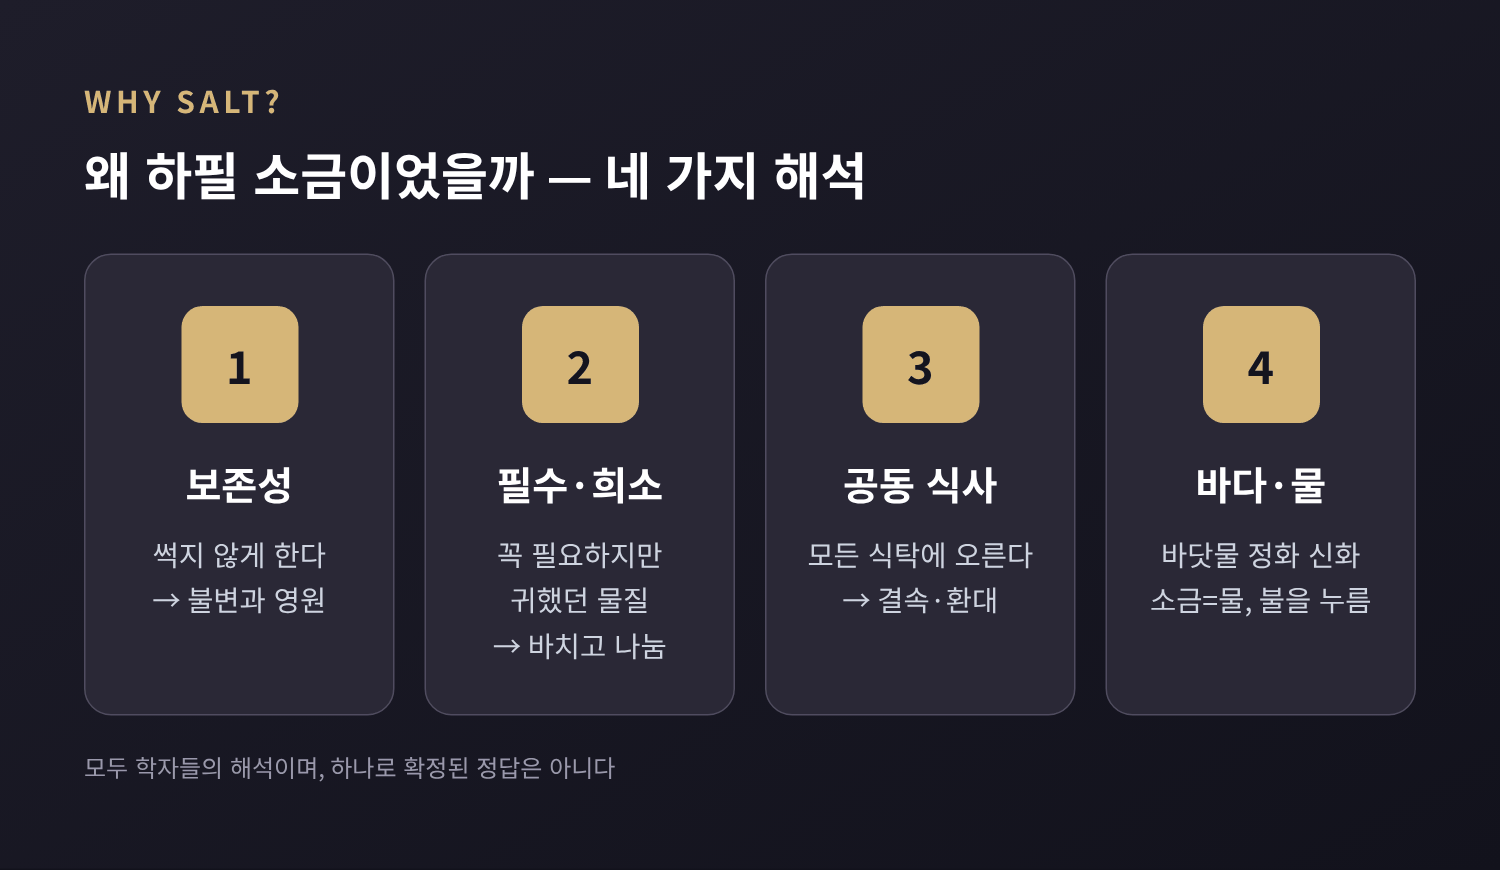 WHY SALT?
왜 하필 소금이었을까 — 네 가지 해석
1
보존성
썩지 않게 한다
→ 불변과 영원
2
필수·희소
꼭 필요하지만
귀했던 물질
→ 바치고 나눔
3
공동 식사
모든 식탁에 오른다
→ 결속·환대
4
바다·물
바닷물 정화 신화
소금=물, 불을 누름
모두 학자들의 해석이며, 하나로 확정된 정답은 아니다